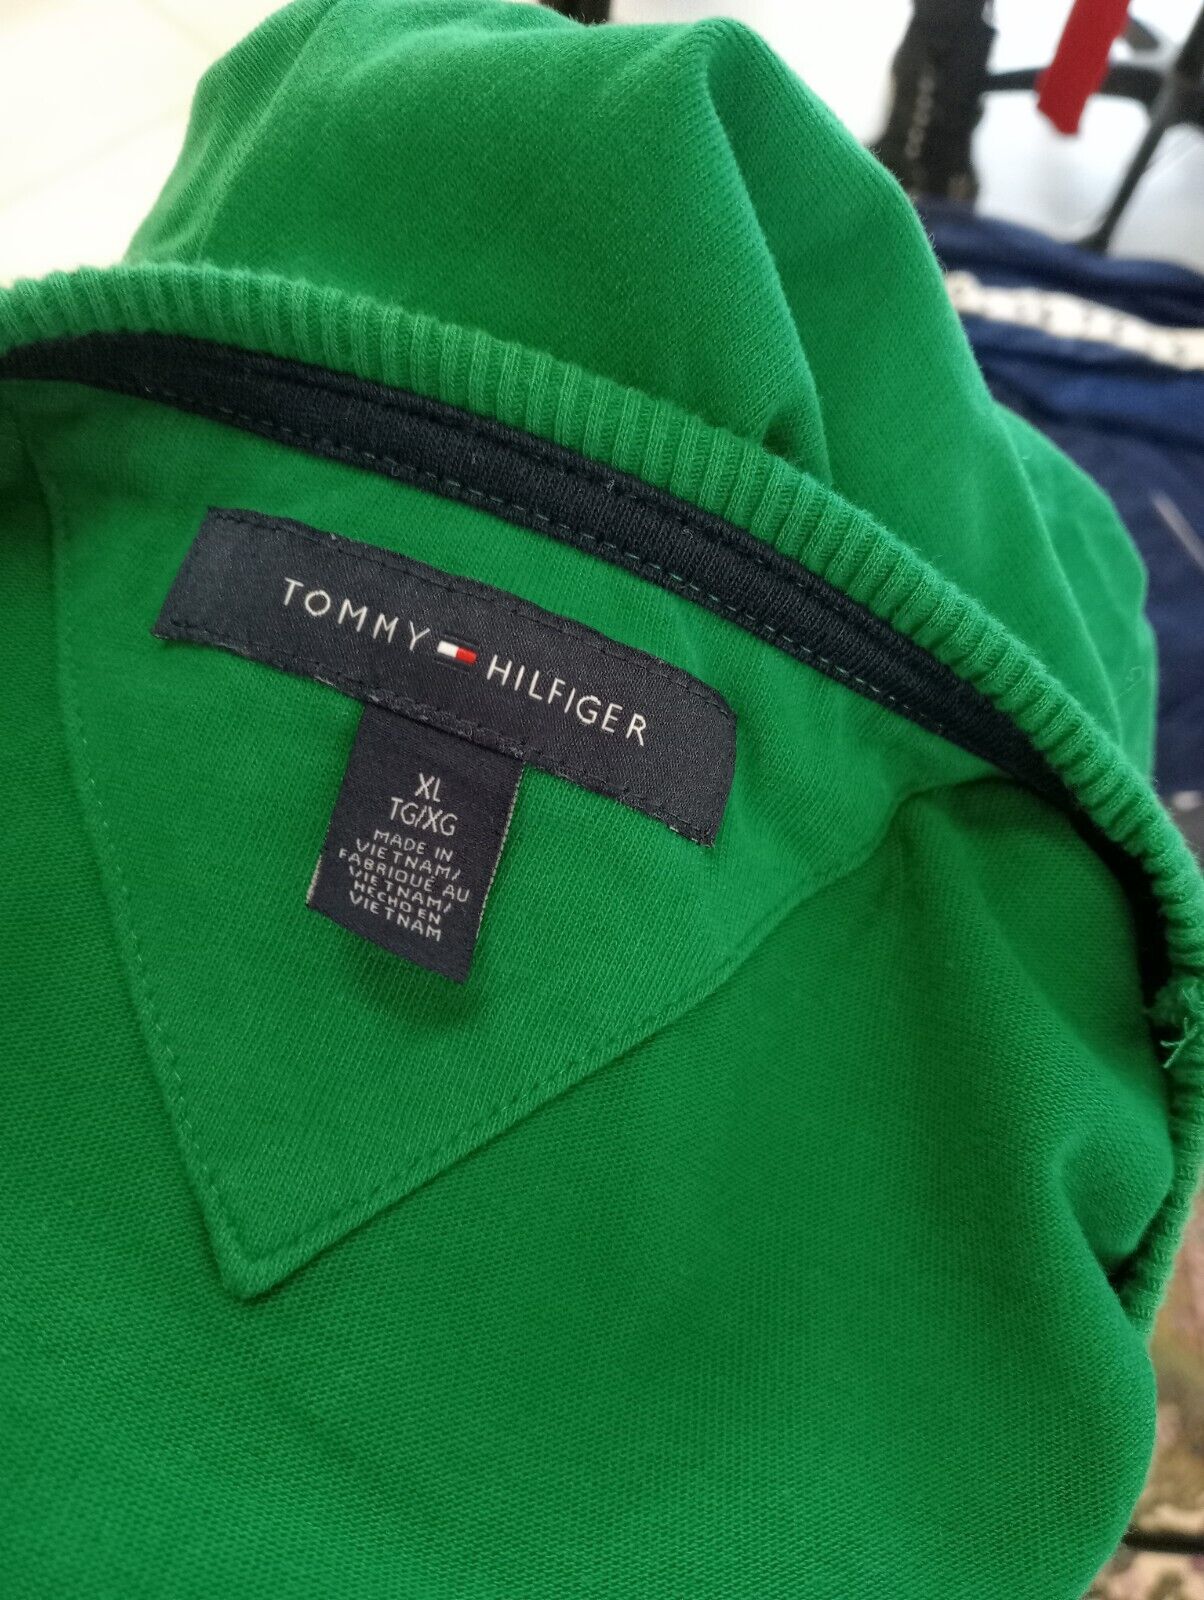 TOMMY HILFIGER
XL
TG/XG
MADE IN
VIETNAM/
FABRIQUÉ AU
VIETNAM/
HECHO EN
VIETNAM